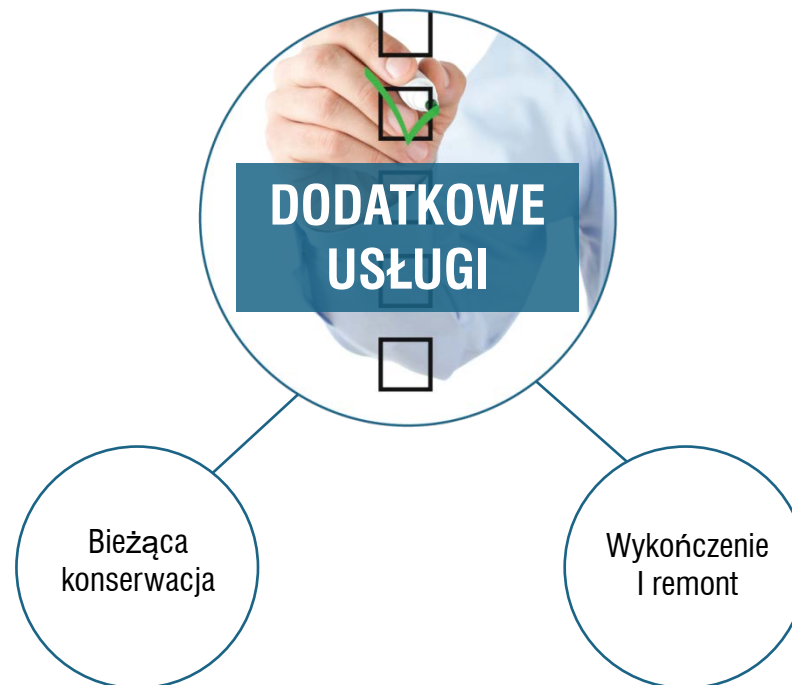 DODATKOWE
USŁUGI
Bieżąca
konserwacja
Wykończenie
I remont